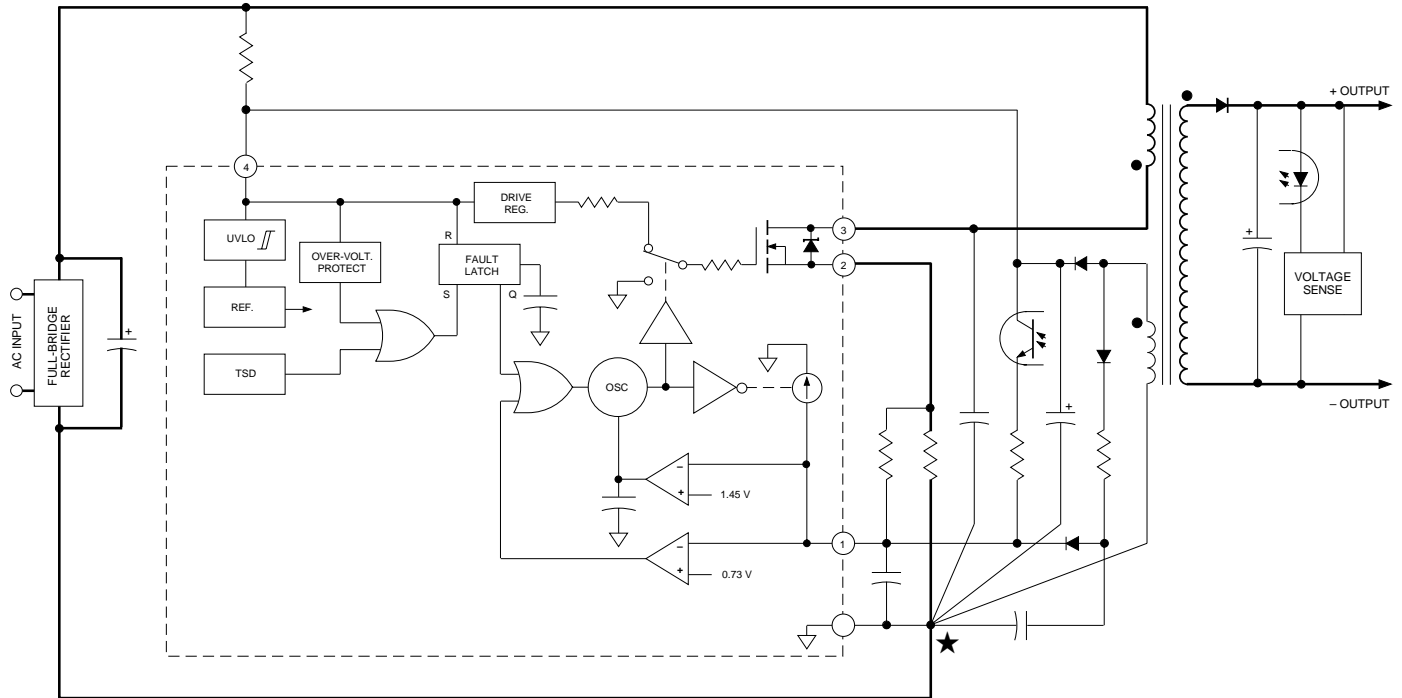 + OUTPUT
4
DRIVE
REG.
UVLO
R
3
OVER-VOLT.
PROTECT
FAULT
LATCH
2
VOLTAGE
SENSE
AC INPUT
FULL-BRIDGE
RECTIFIER
+
+
+
REF.
S
Q
TSD
OSC
– OUTPUT
–
+
1.45 V
1
–
+
0.73 V